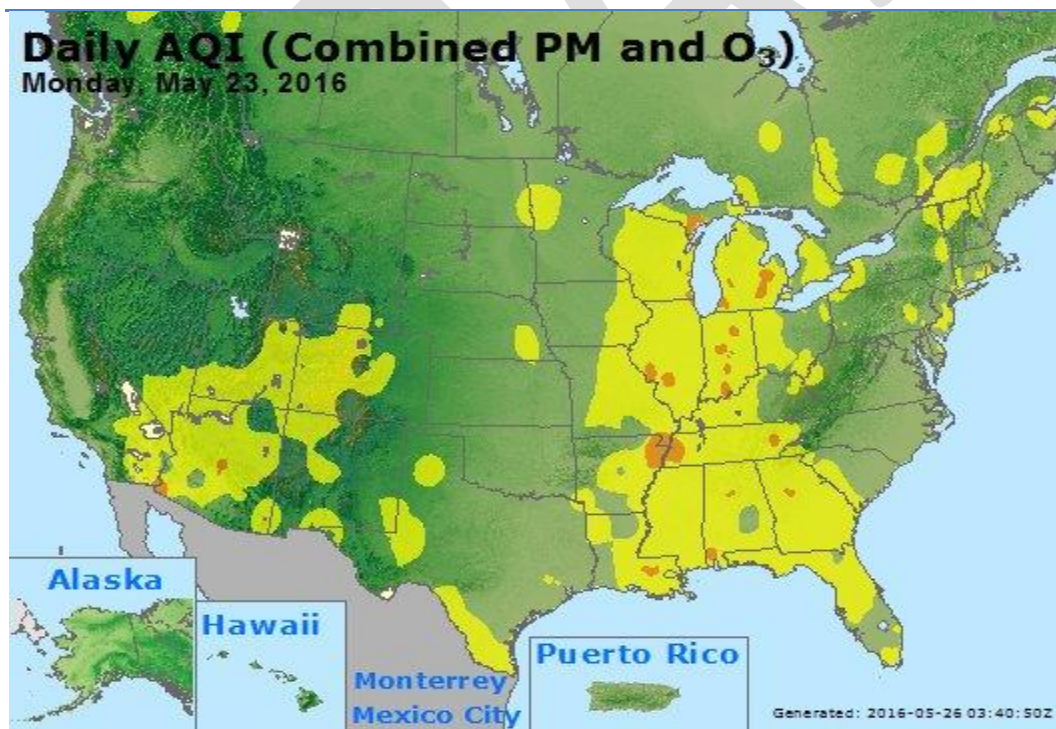 Daily AQI (Combined PM and O₃)
Monday, May 23, 2016
Alaska
Hawaii
Monterrey
Mexico City
Puerto Rico
Generated: 2016-05-26 03:40:50Z